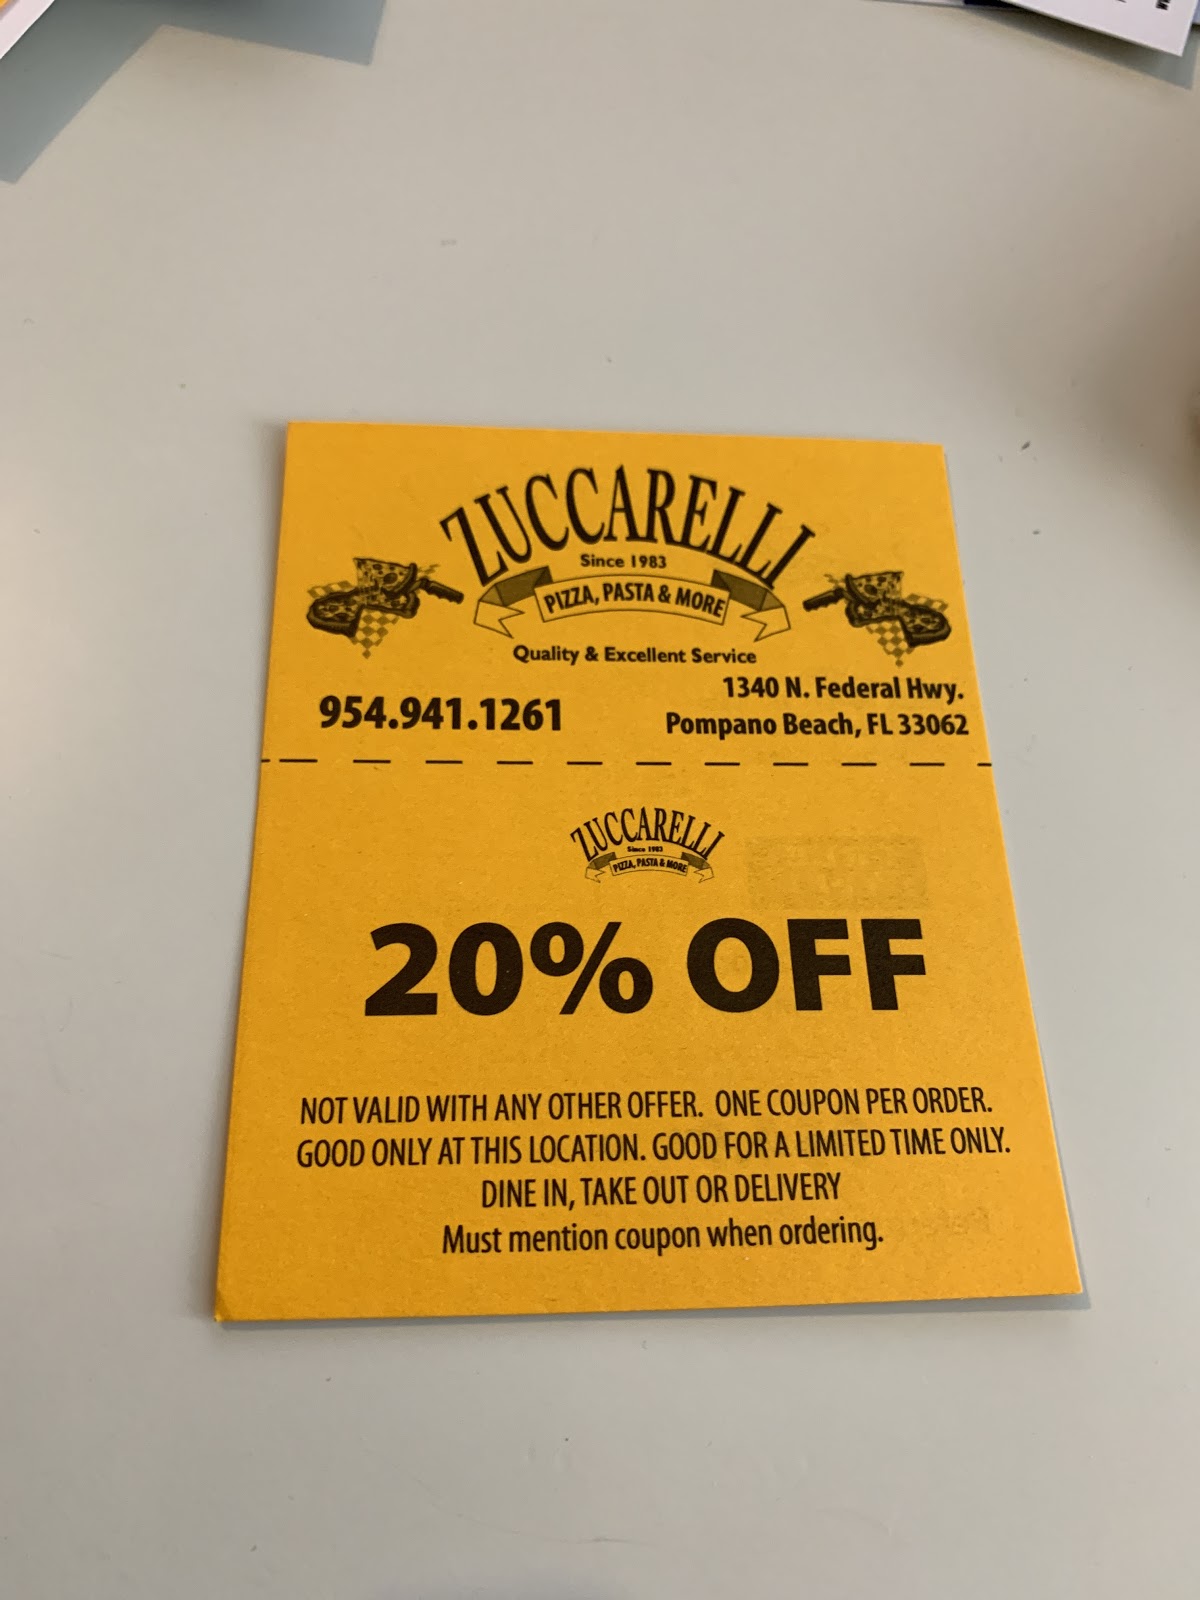 ZUCCARELLI
Since 1983
PIZZA, PASTA & MORE
Quality & Excellent Service
954.941.1261
1340 N. Federal Hwy.
Pompano Beach, FL 33062
ZUCCARELLI
Since 1983
PIZZA, PASTA & MORE
20% OFF
NOT VALID WITH ANY OTHER OFFER. ONE COUPON PER ORDER.
GOOD ONLY AT THIS LOCATION. GOOD FOR A LIMITED TIME ONLY.
DINE IN, TAKE OUT OR DELIVERY
Must mention coupon when ordering.